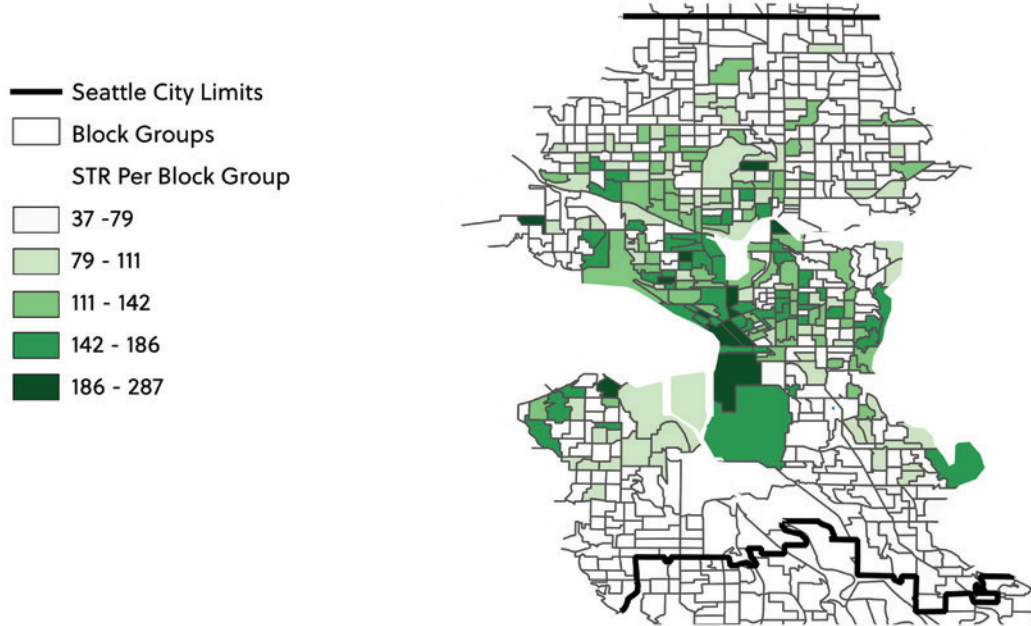 Seattle City Limits
Block Groups
STR Per Block Group
37 -79
79 - 111
111 - 142
142 - 186
186 - 287